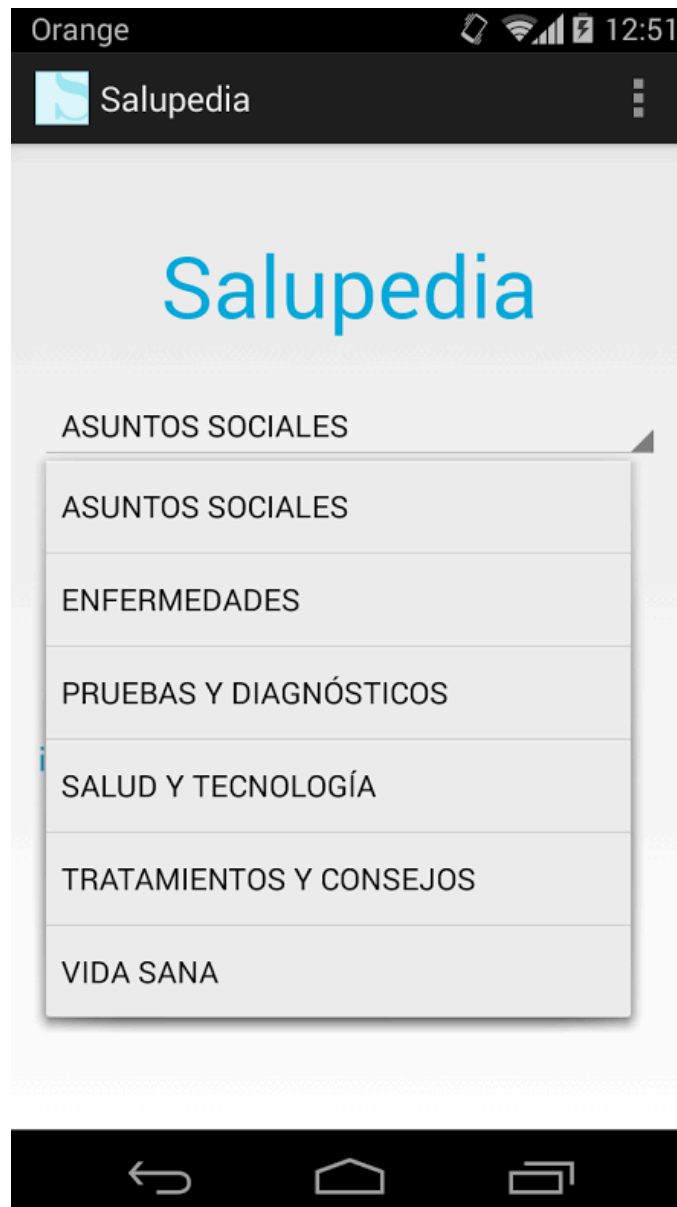 Orange 12:51
Salupedia
Salupedia
ASUNTOS SOCIALES
ASUNTOS SOCIALES
ENFERMEDADES
PRUEBAS Y DIAGNÓSTICOS
SALUD Y TECNOLOGÍA
TRATAMIENTOS Y CONSEJOS
VIDA SANA